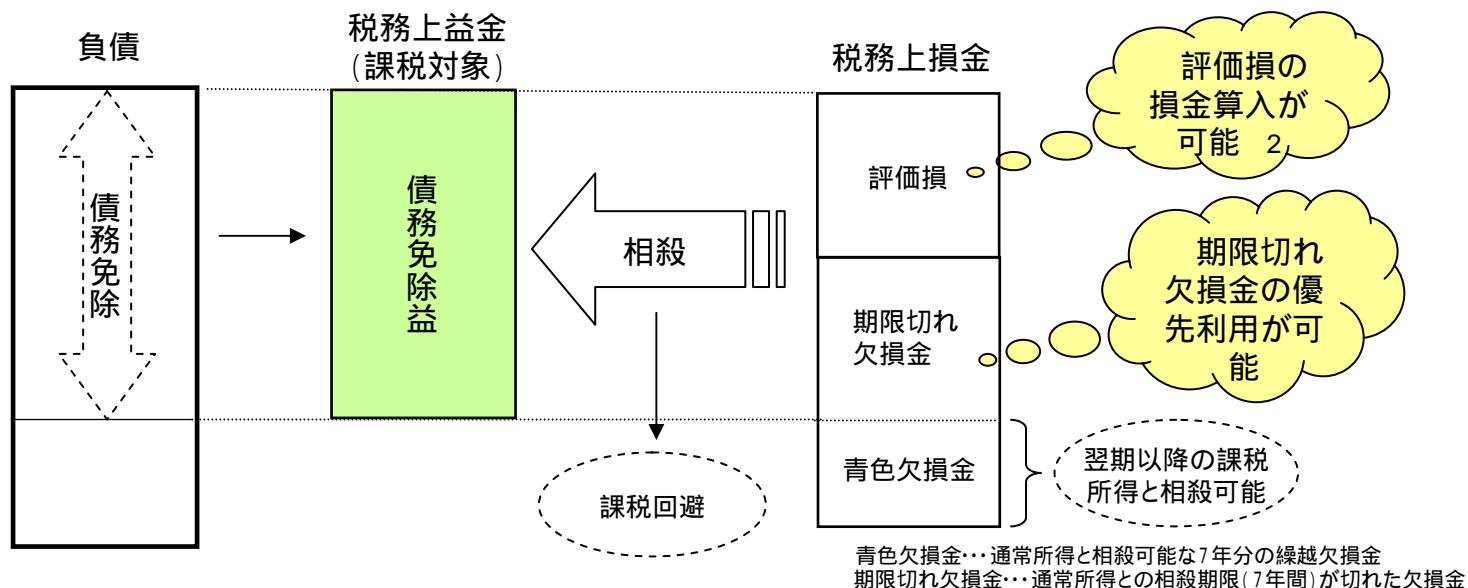 負債
税務上益金
(課税対象)
税務上損金
評価損の
損金算入が
可能 2
債務免除
債務免除益
相殺
評価損
期限切れ
欠損金
期限切れ
欠損金の優
先利用が可
能
青色欠損金
翌期以降の課税
所得と相殺可能
課税回避
青色欠損金・・・通常所得と相殺可能な7年分の繰越欠損金
期限切れ欠損金・・・通常所得との相殺期限(7年間)が切れた欠損金